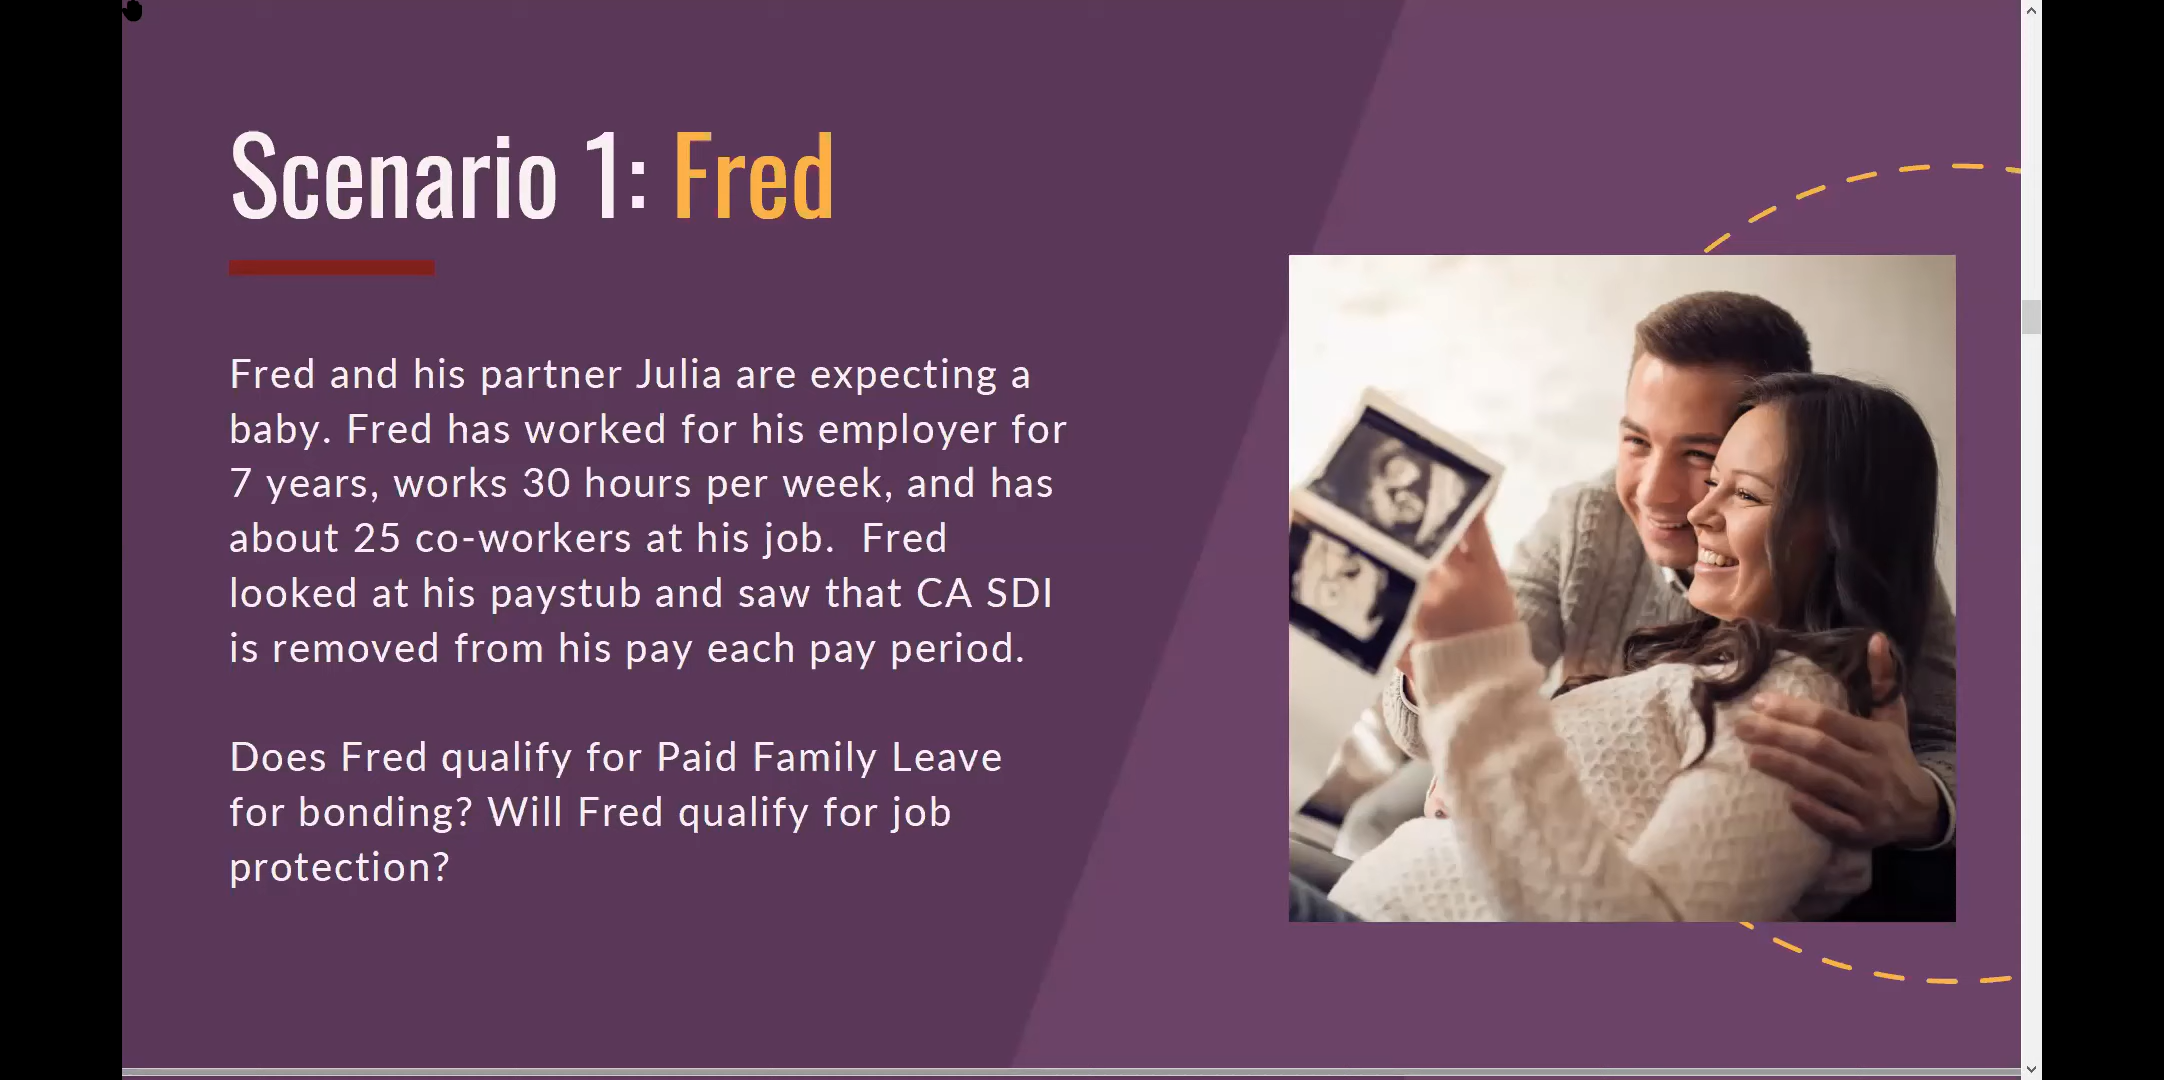 Scenario 1: Fred
Fred and his partner Julia are expecting a
baby. Fred has worked for his employer for
7 years, works 30 hours per week, and has
about 25 co-workers at his job.  Fred
looked at his paystub and saw that CA SDI
is removed from his pay each pay period.
Does Fred qualify for Paid Family Leave
for bonding? Will Fred qualify for job
protection?